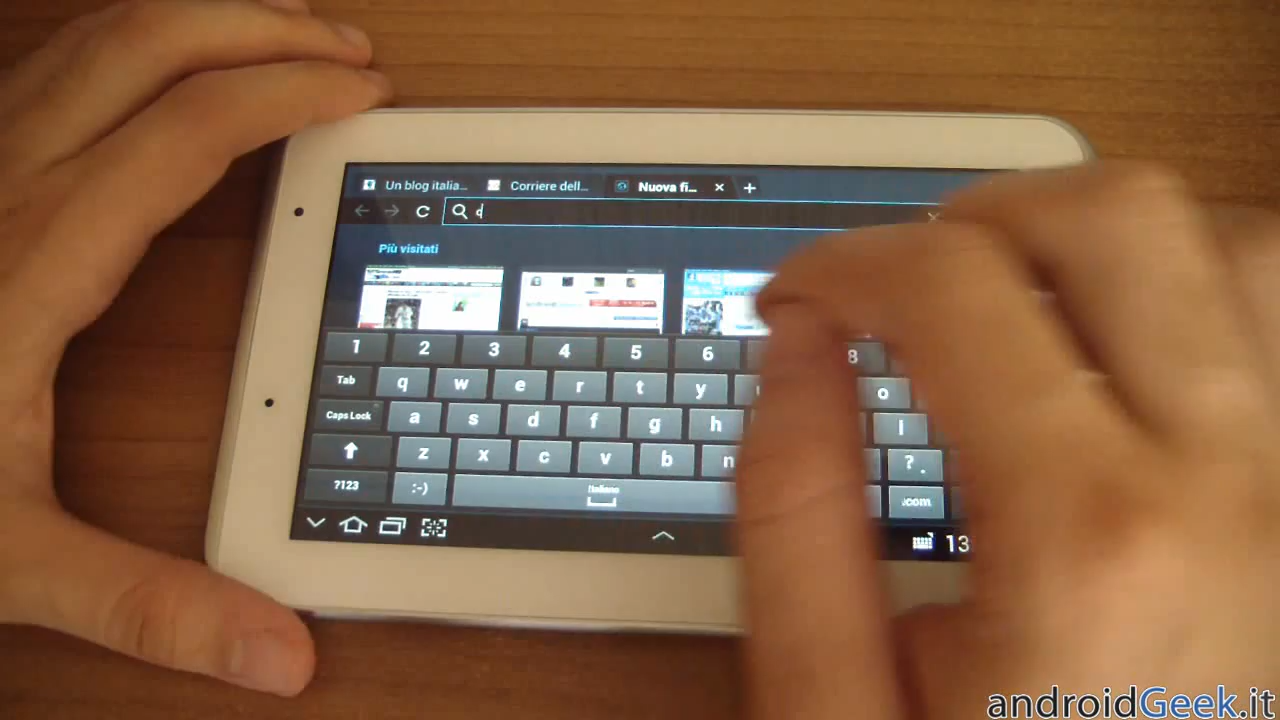 Un blog italia... Corriere dell... Nuova fi... × +
c
Più visitati
1 2 3 4 5 6 8
Tab q w e r t y o
Caps Lock a s d f g h l
z x c v b n ? .
?123 :-) Italiano .com
13
androidGeek.it